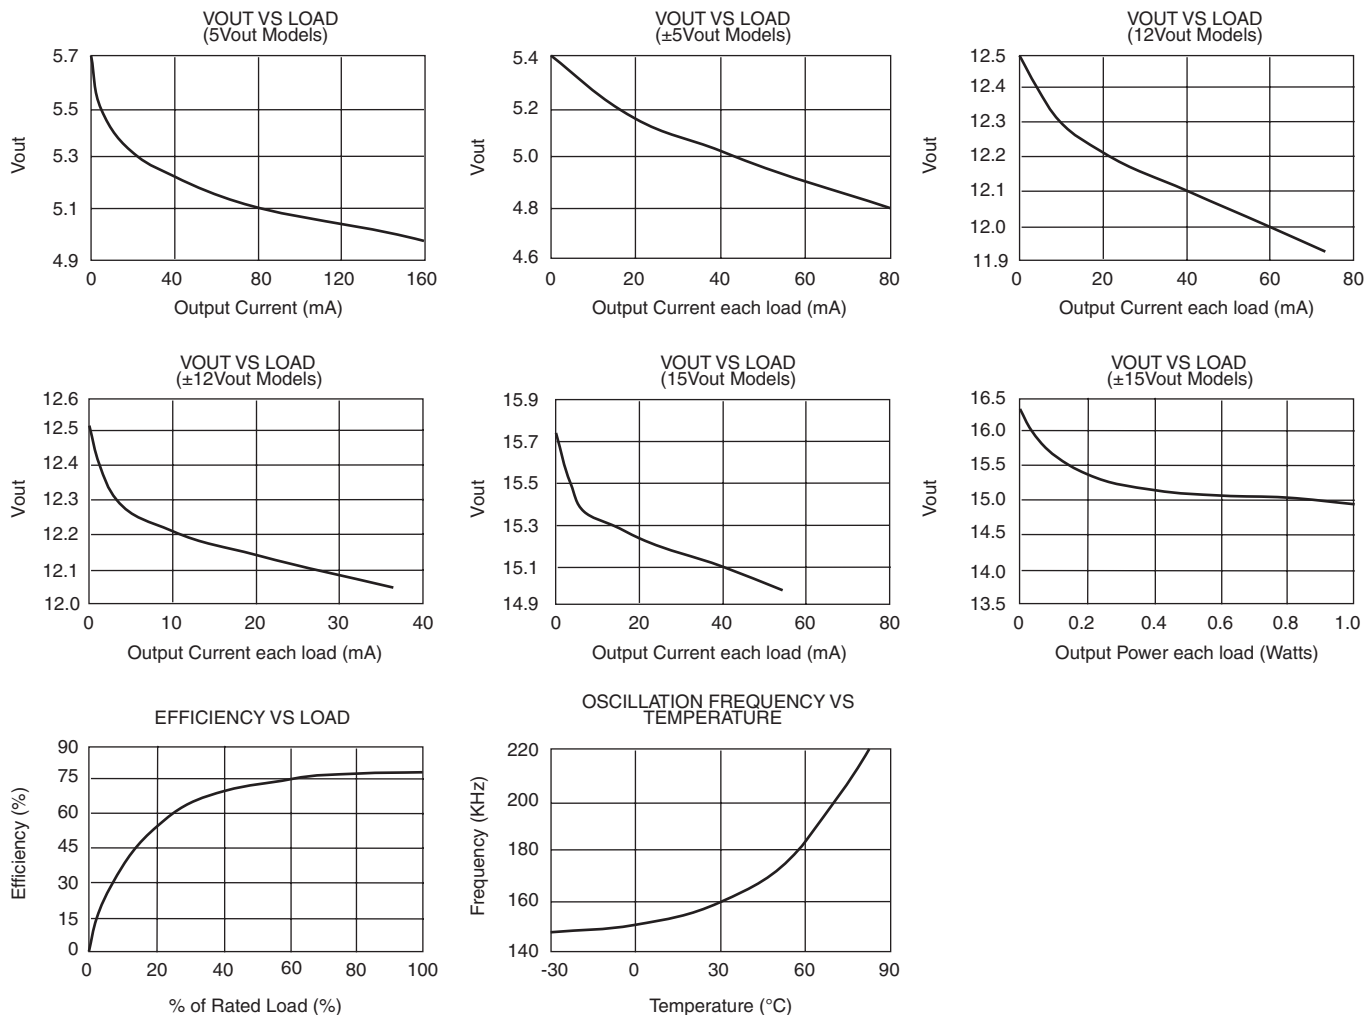 VOUT VS LOAD
(5Vout Models)
5.7
5.5
5.3
5.1
4.9
Vout
0 40 80 120 160
Output Current (mA)
VOUT VS LOAD
(±5Vout Models)
5.4
5.2
5.0
4.8
4.6
Vout
0 20 40 60 80
Output Current each load (mA)
VOUT VS LOAD
(12Vout Models)
12.5
12.4
12.3
12.2
12.1
12.0
11.9
Vout
0 20 40 60 80
Output Current each load (mA)
VOUT VS LOAD
(±12Vout Models)
12.6
12.5
12.4
12.3
12.2
12.1
12.0
Vout
0 10 20 30 40
Output Current each load (mA)
VOUT VS LOAD
(15Vout Models)
15.9
15.7
15.5
15.3
15.1
14.9
Vout
0 20 40 60 80
Output Current each load (mA)
VOUT VS LOAD
(±15Vout Models)
16.5
16.0
15.5
15.0
14.5
14.0
13.5
Vout
0 0.2 0.4 0.6 0.8 1.0
Output Power each load (Watts)
EFFICIENCY VS LOAD
90
75
60
45
30
15
0
Efficiency (%)
0 20 40 60 80 100
% of Rated Load (%)
OSCILLATION FREQUENCY VS
TEMPERATURE
220
200
180
160
140
Frequency (KHz)
-30 0 30 60 90
Temperature (°C)